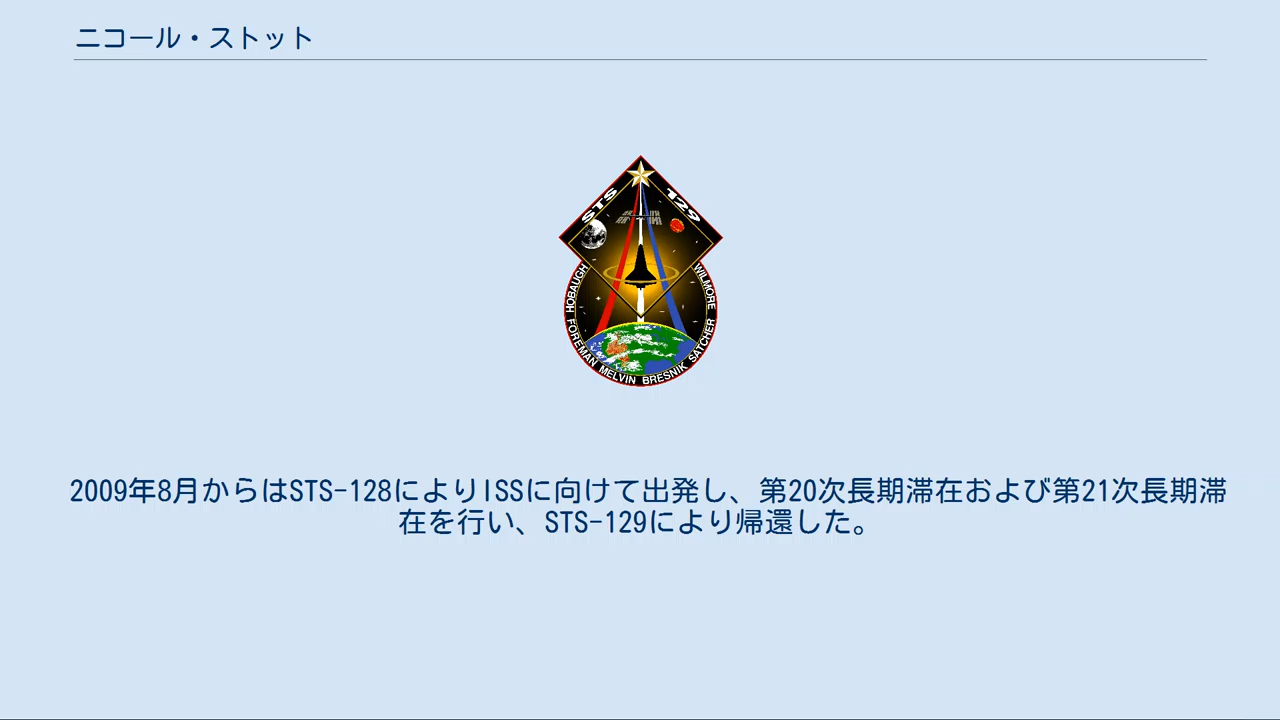 ニコール・ストット
STS 129
HOBAUGH FOREMAN MELVIN BRESNIK SATCHER WILMORE
2009年8月からはSTS-128によりISSに向けて出発し、第20次長期滞在および第21次長期滞
在を行い、STS-129により帰還した。